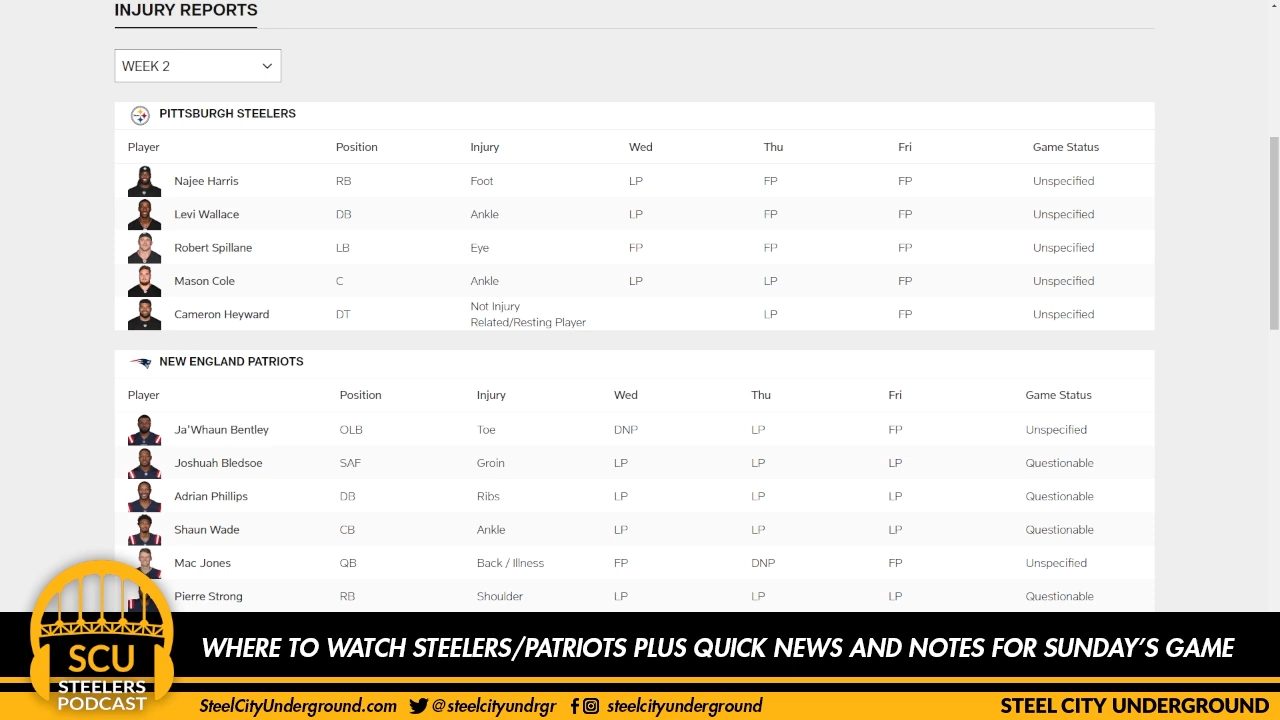 INJURY REPORTS
WEEK 2
PITTSBURGH STEELERS
Player Position Injury Wed Thu Fri Game Status
Najee Harris RB Foot LP FP FP Unspecified
Levi Wallace DB Ankle LP FP FP Unspecified
Robert Spillane LB Eye FP FP FP Unspecified
Mason Cole C Ankle LP LP FP Unspecified
Cameron Heyward DT Not Injury Related/Resting Player LP FP Unspecified
NEW ENGLAND PATRIOTS
Player Position Injury Wed Thu Fri Game Status
Ja'Whaun Bentley OLB Toe DNP LP FP Unspecified
Joshuah Bledsoe SAF Groin LP LP LP Questionable
Adrian Phillips DB Ribs LP LP LP Questionable
Shaun Wade CB Ankle LP LP LP Questionable
Mac Jones QB Back / Illness FP DNP FP Unspecified
Pierre Strong RB Shoulder LP LP LP Questionable
SCU
STEELERS
PODCAST
WHERE TO WATCH STEELERS/PATRIOTS PLUS QUICK NEWS AND NOTES FOR SUNDAY'S GAME
SteelCityUnderground.com @steelcityundrgr steelcityunderground STEEL CITY UNDERGROUND